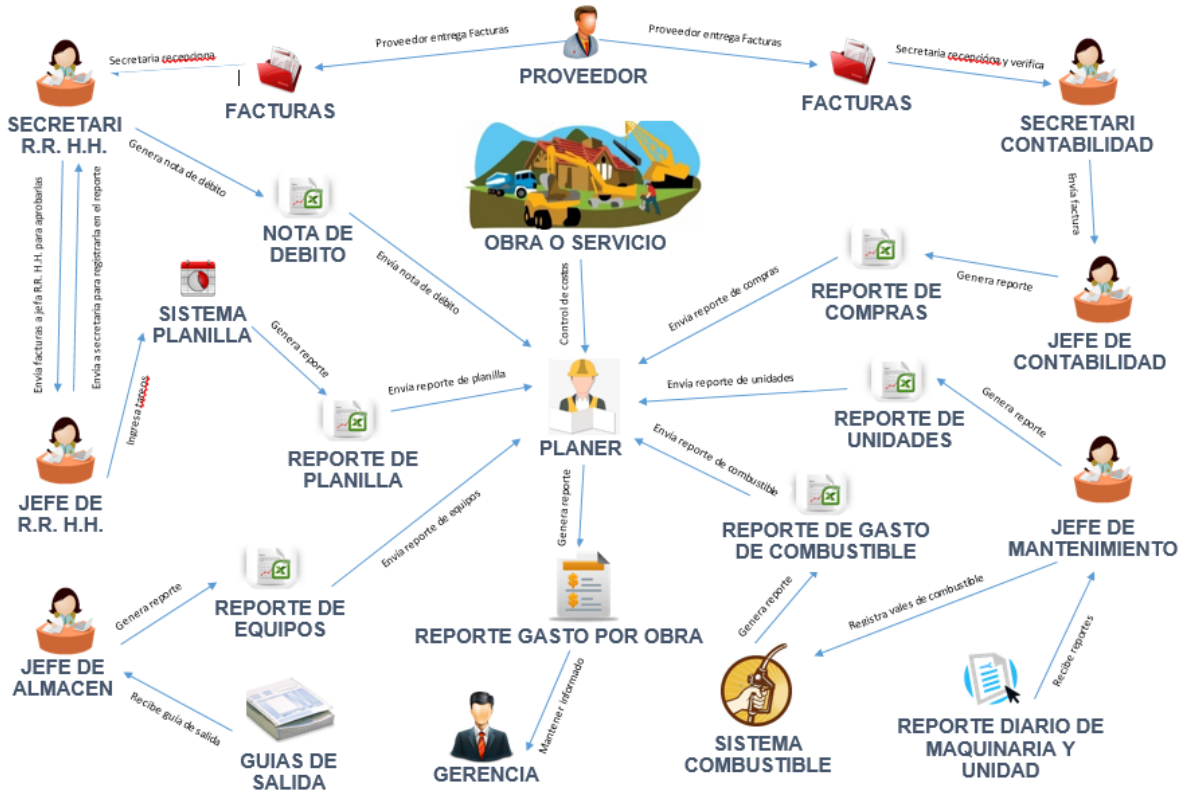 Proveedor entrega Facturas
Proveedor entrega Facturas
PROVEEDOR
Secretaria recepciona
FACTURAS
FACTURAS
Secretaria recepcióna y verifica
SECRETARI
R.R. H.H.
SECRETARI
CONTABILIDAD
Genera nota de débito
NOTA DE
DEBITO
Envía nota de débito
OBRA O SERVICIO
Control de costos
Envía factura
Envía facturas a jefa R.R. H.H. para aprobarlas
Envía a secretaria para registrarla en el reporte
SISTEMA
PLANILLA
Genera reporte
Ingresa tareos
REPORTE DE
COMPRAS
Envía reporte de compras
Genera reporte
JEFE DE
CONTABILIDAD
REPORTE DE
PLANILLA
Envía reporte de planilla
PLANER
Envía reporte de unidades
REPORTE DE
UNIDADES
Genera reporte
JEFE DE
R.R. H.H.
Envía reporte de equipos
Genera reporte
Envía reporte de combustible
REPORTE DE GASTO
DE COMBUSTIBLE
JEFE DE
MANTENIMIENTO
Genera reporte
REPORTE DE
EQUIPOS
REPORTE GASTO POR OBRA
Genera reporte
Registra vales de combustible
Recibe reportes
JEFE DE
ALMACEN
Recibe guía de salida
GUIAS DE
SALIDA
Mantener informado
GERENCIA
SISTEMA
COMBUSTIBLE
REPORTE DIARIO DE
MAQUINARIA Y
UNIDAD